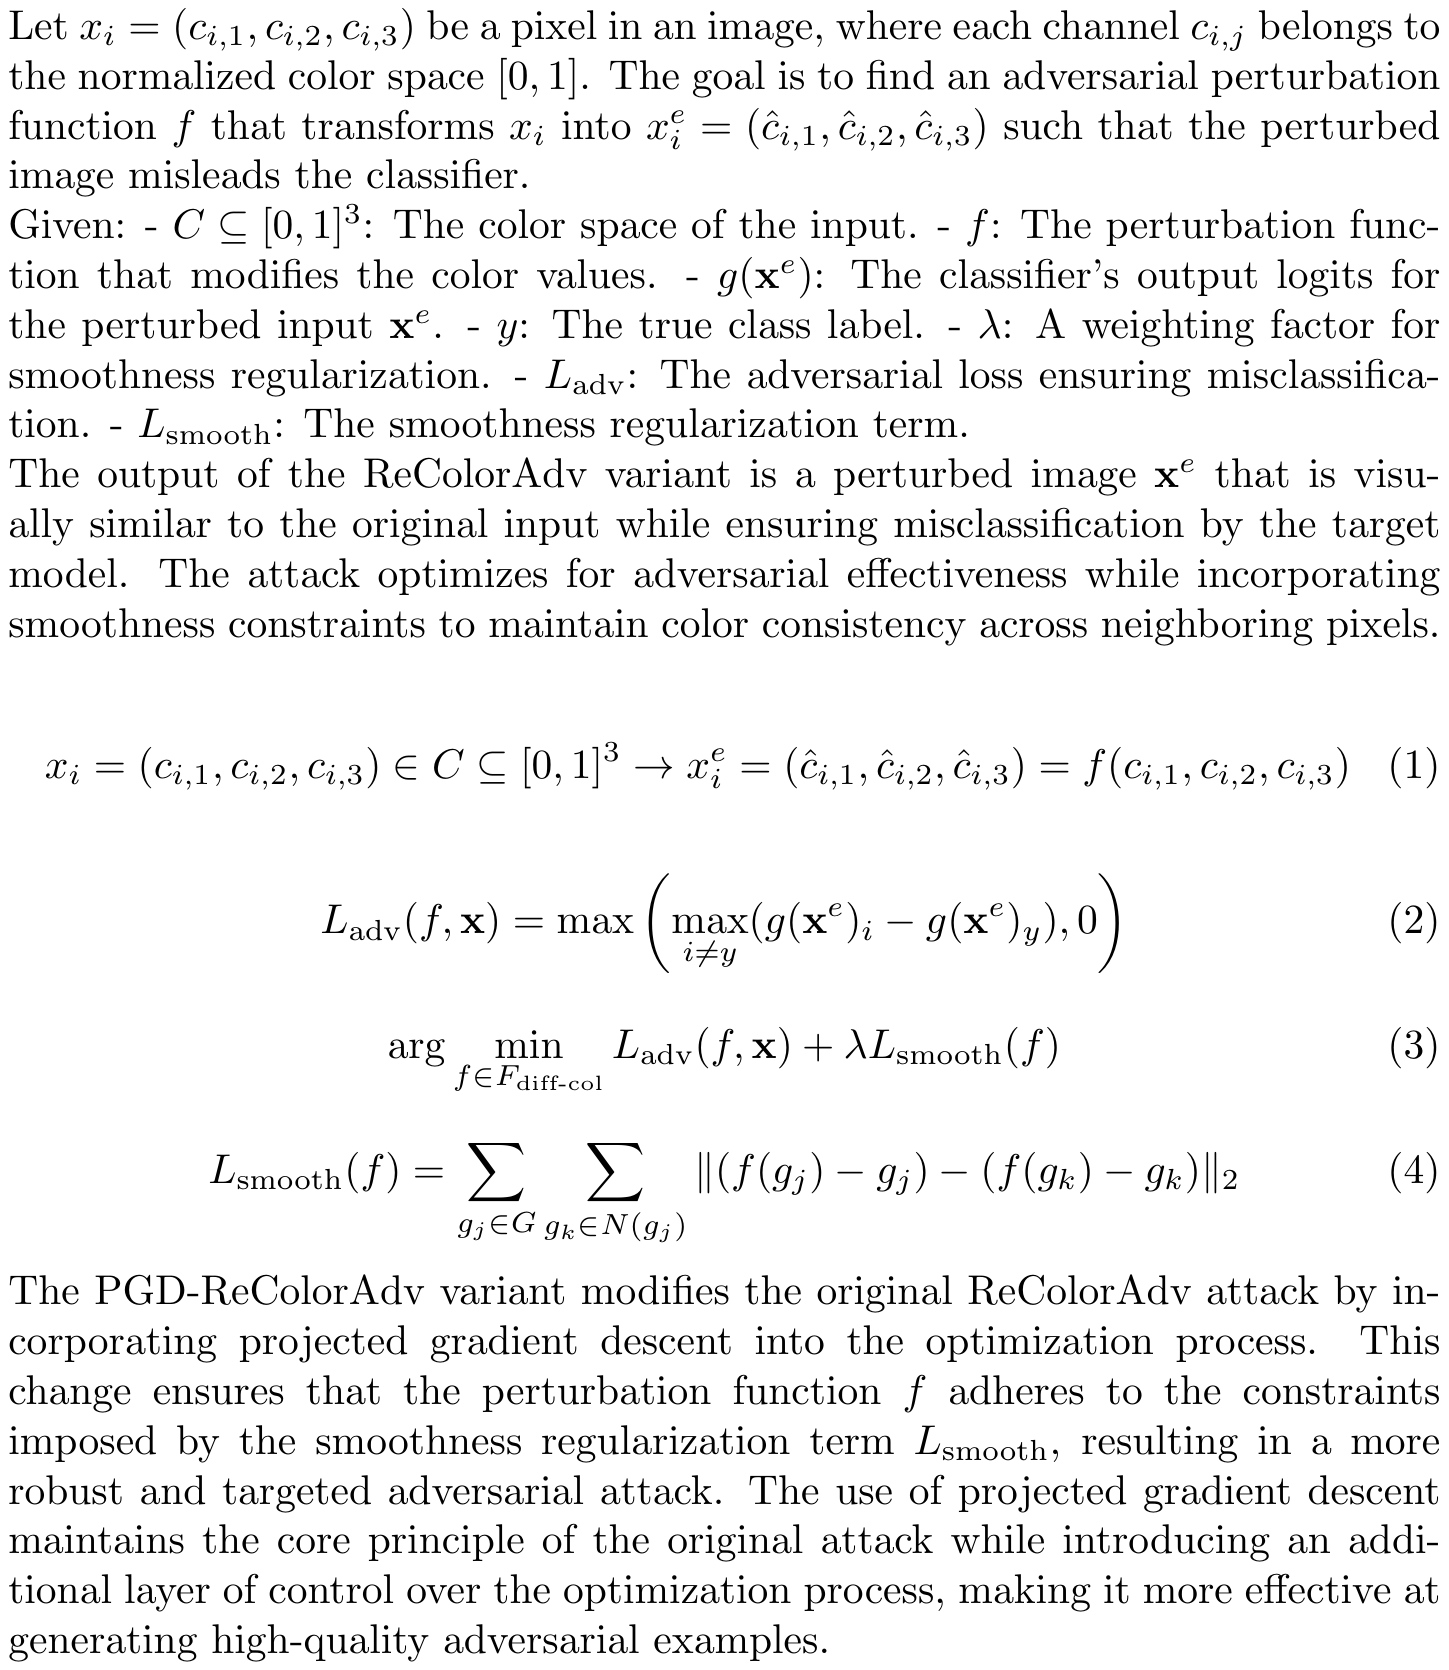 Let $x_i = (c_{i,1}, c_{i,2}, c_{i,3})$ be a pixel in an image, where each channel $c_{i,j}$ belongs to
the normalized color space $[0, 1]$. The goal is to find an adversarial perturbation
function $f$ that transforms $x_i$ into $x_i^e = (\hat{c}_{i,1}, \hat{c}_{i,2}, \hat{c}_{i,3})$ such that the perturbed
image misleads the classifier.
Given: - $C \subseteq [0, 1]^3$: The color space of the input. - $f$: The perturbation func-
tion that modifies the color values. - $g(\mathbf{x}^e)$: The classifier's output logits for
the perturbed input $\mathbf{x}^e$. - $y$: The true class label. - $\lambda$: A weighting factor for
smoothness regularization. - $L_{\text{adv}}$: The adversarial loss ensuring misclassifica-
tion. - $L_{\text{smooth}}$: The smoothness regularization term.
The output of the ReColorAdv variant is a perturbed image $\mathbf{x}^e$ that is visu-
ally similar to the original input while ensuring misclassification by the target
model. The attack optimizes for adversarial effectiveness while incorporating
smoothness constraints to maintain color consistency across neighboring pixels.
$x_i = (c_{i,1}, c_{i,2}, c_{i,3}) \in C \subseteq [0, 1]^3 \to x_i^e = (\hat{c}_{i,1}, \hat{c}_{i,2}, \hat{c}_{i,3}) = f(c_{i,1}, c_{i,2}, c_{i,3})$ (1)
$L_{\text{adv}}(f, \mathbf{x}) = \max \left( \max_{i \neq y} (g(\mathbf{x}^e)_i - g(\mathbf{x}^e)_y), 0 \right)$ (2)
$\arg \min_{f \in F_{\text{diff-col}}} L_{\text{adv}}(f, \mathbf{x}) + \lambda L_{\text{smooth}}(f)$ (3)
$L_{\text{smooth}}(f) = \sum_{g_j \in G} \sum_{g_k \in N(g_j)} \|(f(g_j) - g_j) - (f(g_k) - g_k)\|_2$ (4)
The PGD-ReColorAdv variant modifies the original ReColorAdv attack by in-
corporating projected gradient descent into the optimization process. This
change ensures that the perturbation function $f$ adheres to the constraints
imposed by the smoothness regularization term $L_{\text{smooth}}$, resulting in a more
robust and targeted adversarial attack. The use of projected gradient descent
maintains the core principle of the original attack while introducing an addi-
tional layer of control over the optimization process, making it more effective at
generating high-quality adversarial examples.